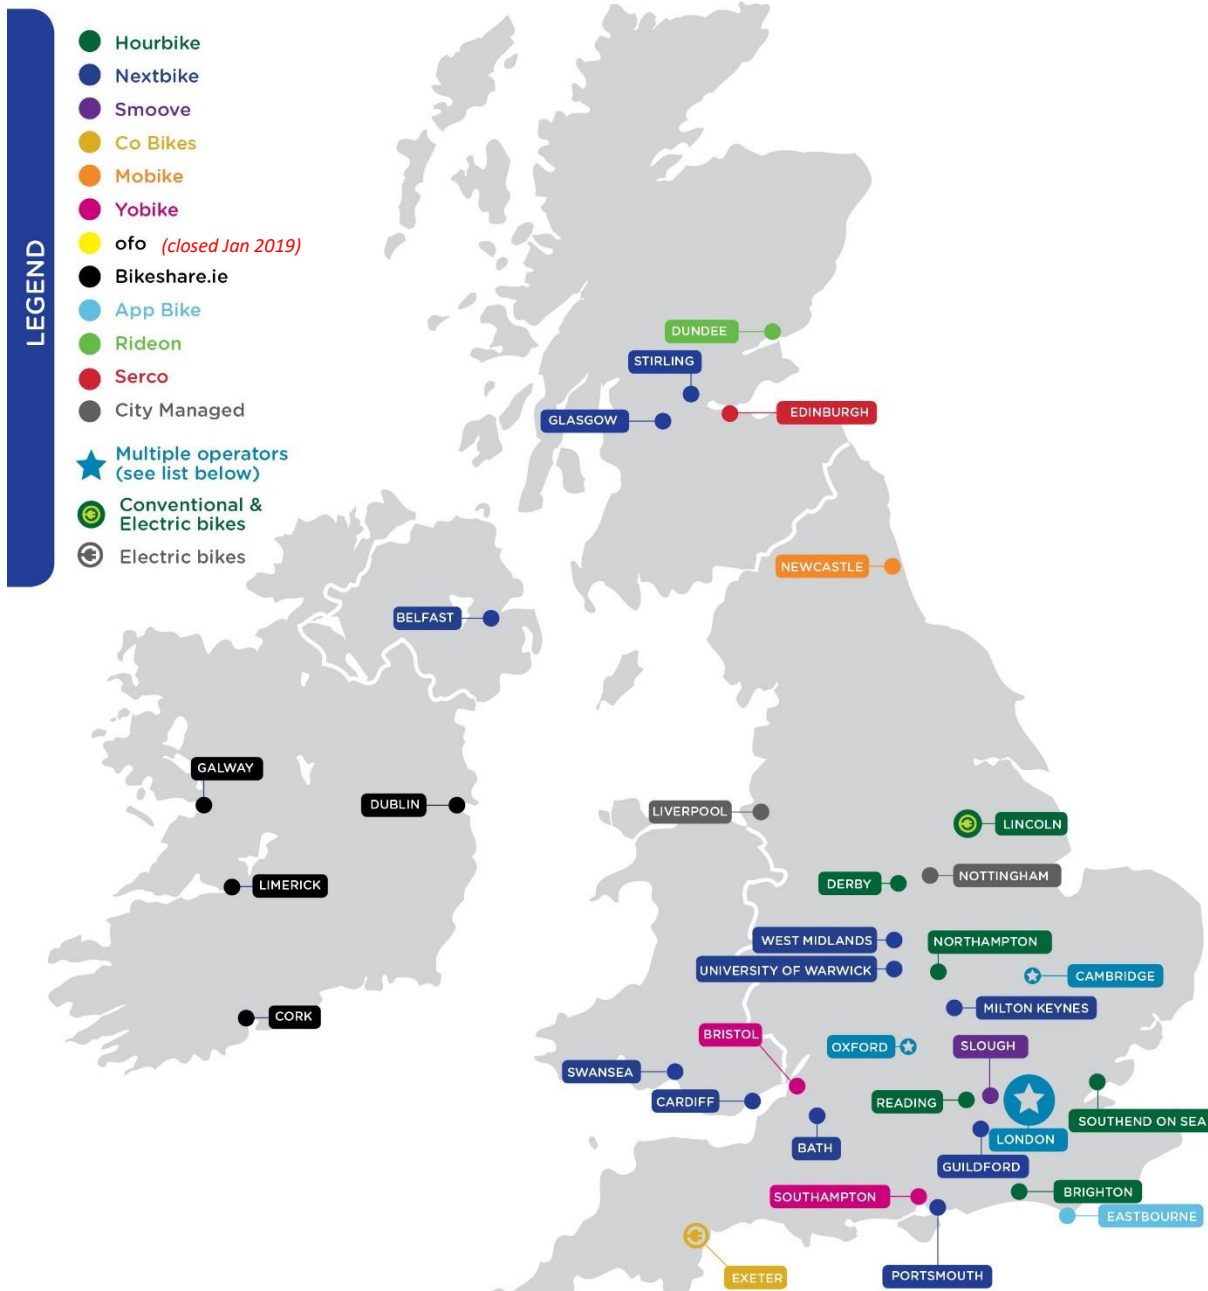 LEGEND
Hourbike
Nextbike
Smoove
Co Bikes
Mobike
Yobike
ofo (closed Jan 2019)
Bikeshare.ie
App Bike
Rideon
Serco
City Managed
Multiple operators
(see list below)
Conventional &
Electric bikes
Electric bikes
DUNDEE
STIRLING
GLASGOW
EDINBURGH
NEWCASTLE
BELFAST
GALWAY
DUBLIN
LIMERICK
CORK
LIVERPOOL
LINCOLN
DERBY
NOTTINGHAM
WEST MIDLANDS
NORTHAMPTON
UNIVERSITY OF WARWICK
CAMBRIDGE
MILTON KEYNES
BRISTOL
OXFORD
SLOUGH
SWANSEA
CARDIFF
READING
SOUTHEND ON SEA
BATH
LONDON
GUILDFORD
SOUTHAMPTON
BRIGHTON
EASTBOURNE
EXETER
PORTSMOUTH